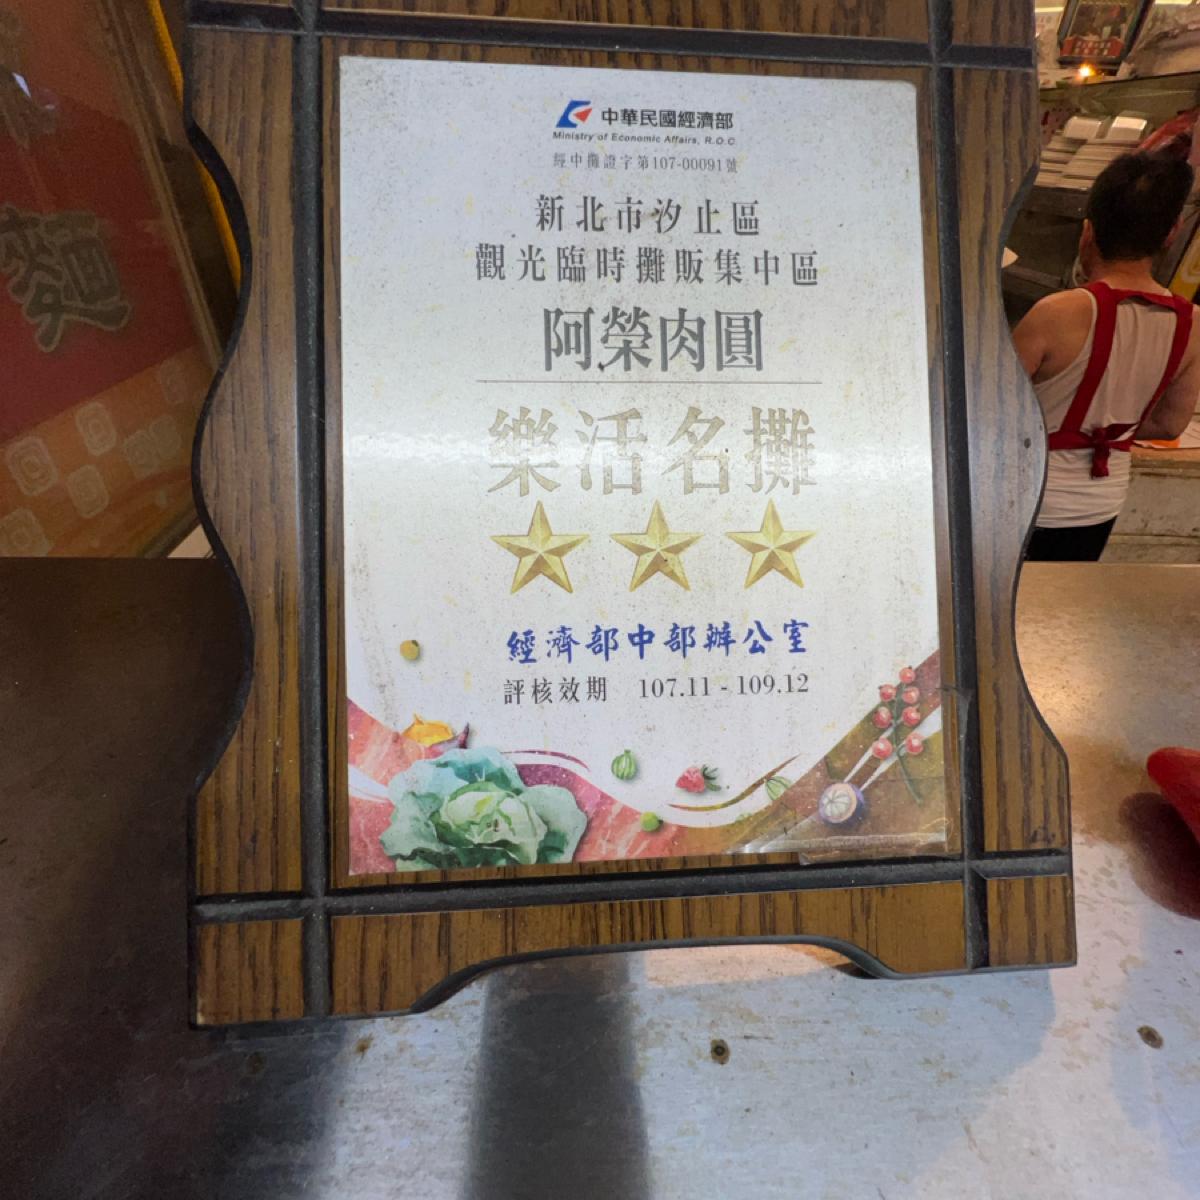 中華民國經濟部
Ministry of Economic Affairs, R.O.C.
經中攤證字第107-00091號
新北市汐止區
觀光臨時攤販集中區
阿榮肉圓
樂活名攤
經濟部中部辦公室
評核效期 107.11 - 109.12
麵